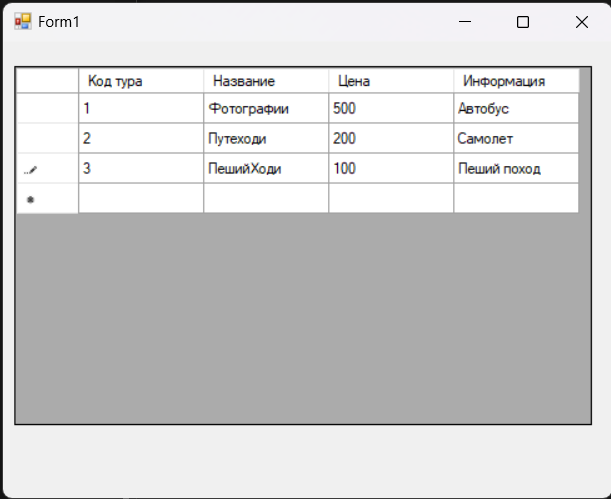 Form1
Код тура Название Цена Информация
1 Фотографии 500 Автобус
2 Путеходи 200 Самолет
3 ПешийХоди 100 Пеший поход